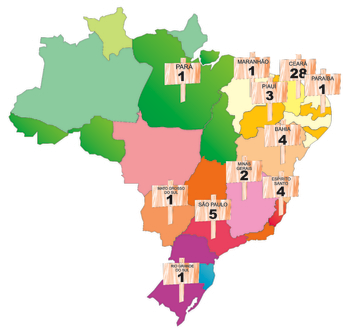 PARÁ
1
MARANHÃO
1
CEARÁ
28
PARAÍBA
1
PIAUÍ
3
BAHIA
4
MINAS
GERAIS
2
ESPÍRITO
SANTO
4
MATO GROSSO
DO SUL
1
SÃO PAULO
5
RIO GRANDE
DO SUL
1